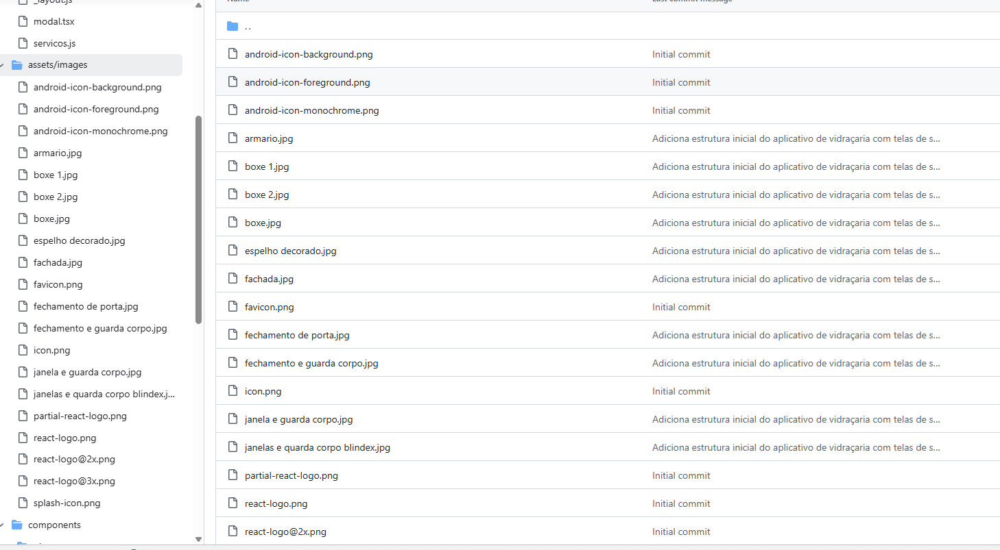 _layout.js
modal.tsx
servicos.js
assets/images
android-icon-background.png
android-icon-foreground.png
android-icon-monochrome.png
armario.jpg
boxe 1.jpg
boxe 2.jpg
boxe.jpg
espelho decorado.jpg
fachada.jpg
favicon.png
fechamento de porta.jpg
fechamento e guarda corpo.jpg
icon.png
janela e guarda corpo.jpg
janelas e quarda corpo blindex.j...
partial-react-logo.png
react-logo.png
react-logo@2x.png
react-logo@3x.png
splash-icon.png
components
Name Last commit message
..
android-icon-background.png Initial commit
android-icon-foreground.png Initial commit
android-icon-monochrome.png Initial commit
armario.jpg Adiciona estrutura inicial do aplicativo de vidraçaria com telas de s...
boxe 1.jpg Adiciona estrutura inicial do aplicativo de vidraçaria com telas de s...
boxe 2.jpg Adiciona estrutura inicial do aplicativo de vidraçaria com telas de s...
boxe.jpg Adiciona estrutura inicial do aplicativo de vidraçaria com telas de s...
espelho decorado.jpg Adiciona estrutura inicial do aplicativo de vidraçaria com telas de s...
fachada.jpg Adiciona estrutura inicial do aplicativo de vidraçaria com telas de s...
favicon.png Initial commit
fechamento de porta.jpg Adiciona estrutura inicial do aplicativo de vidraçaria com telas de s...
fechamento e guarda corpo.jpg Adiciona estrutura inicial do aplicativo de vidraçaria com telas de s...
icon.png Initial commit
janela e guarda corpo.jpg Adiciona estrutura inicial do aplicativo de vidraçaria com telas de s...
janelas e quarda corpo blindex.jpg Adiciona estrutura inicial do aplicativo de vidraçaria com telas de s...
partial-react-logo.png Initial commit
react-logo.png Initial commit
react-logo@2x.png Initial commit